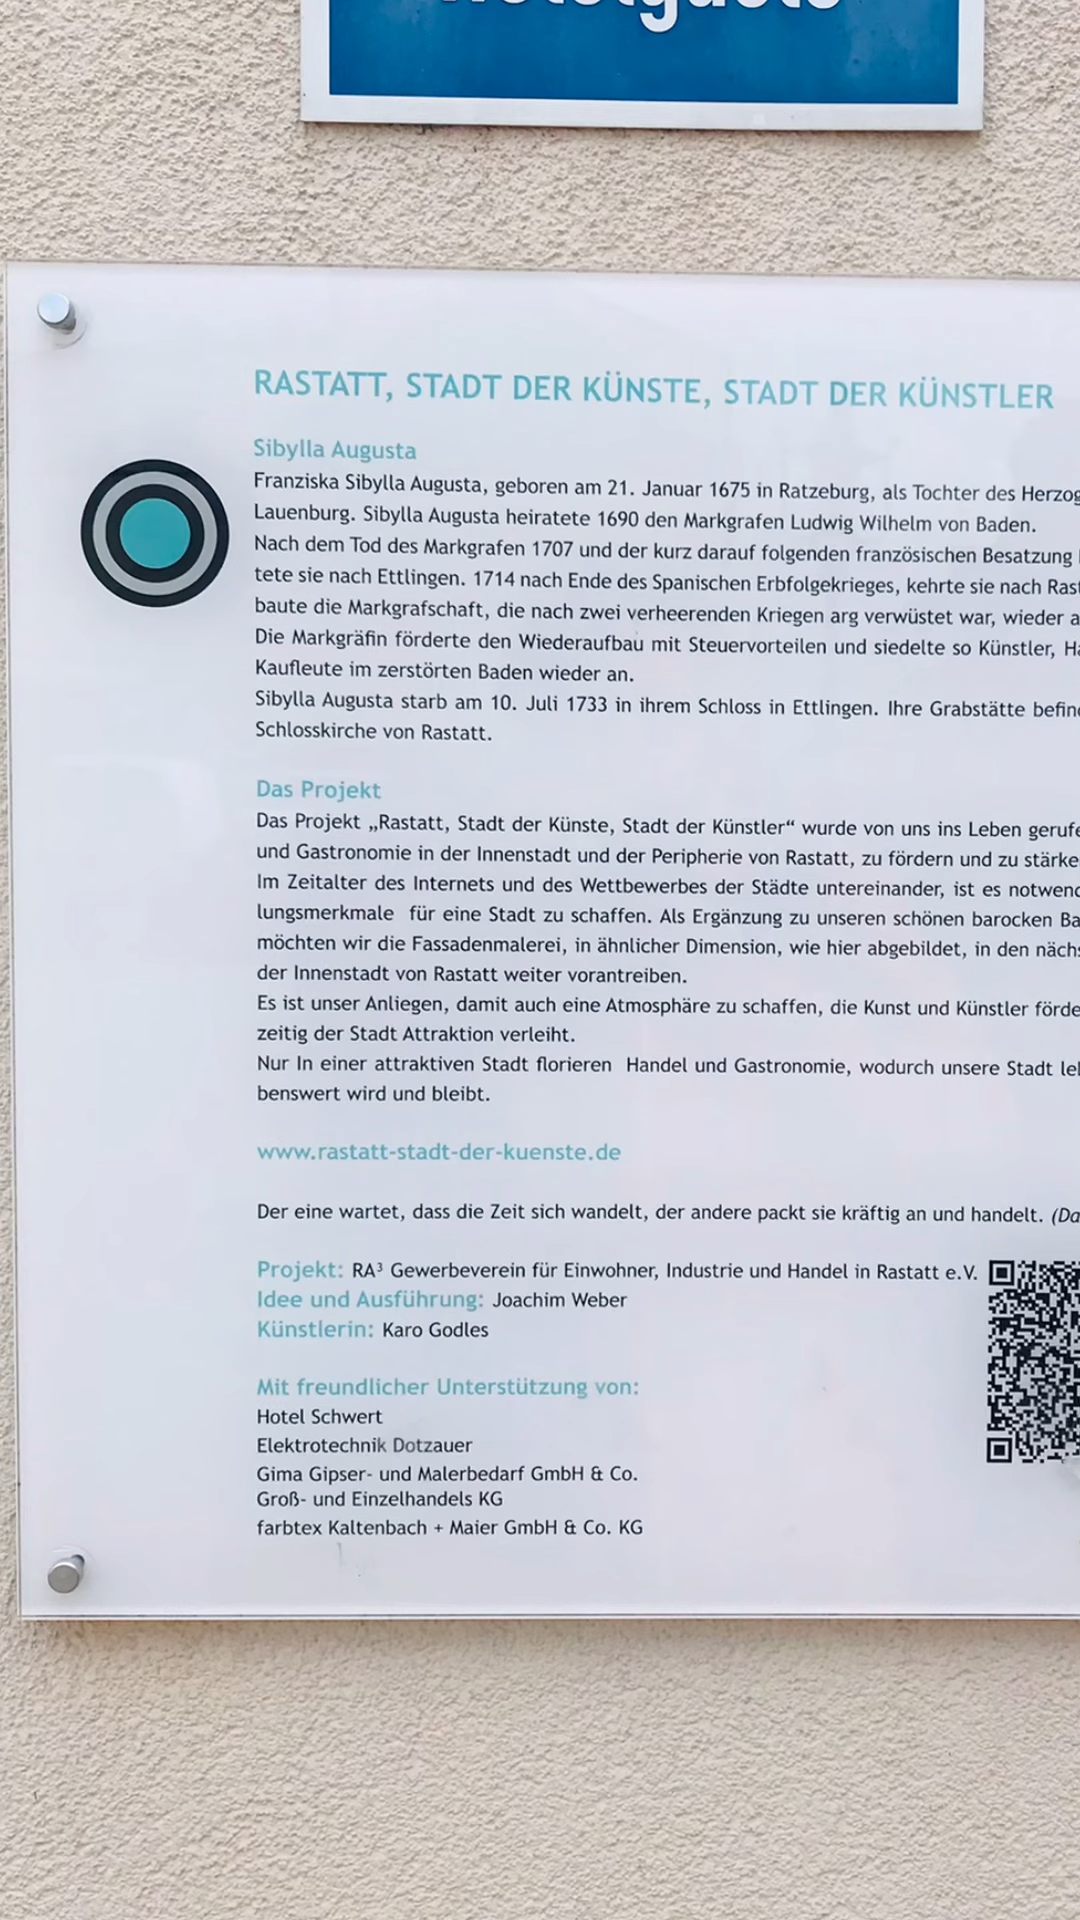 RASTATT, STADT DER KÜNSTE, STADT DER KÜNSTLER
Sibylla Augusta
Franziska Sibylla Augusta, geboren am 21. Januar 1675 in Ratzeburg, als Tochter des Herzog
Lauenburg. Sibylla Augusta heiratete 1690 den Markgrafen Ludwig Wilhelm von Baden.
Nach dem Tod des Markgrafen 1707 und der kurz darauf folgenden französischen Besatzung
tete sie nach Ettlingen. 1714 nach Ende des Spanischen Erbfolgekrieges, kehrte sie nach Rast
baute die Markgrafschaft, die nach zwei verheerenden Kriegen arg verwüstet war, wieder a
Die Markgräfin förderte den Wiederaufbau mit Steuervorteilen und siedelte so Künstler, Ha
Kaufleute im zerstörten Baden wieder an.
Sibylla Augusta starb am 10. Juli 1733 in ihrem Schloss in Ettlingen. Ihre Grabstätte befind
Schlosskirche von Rastatt.
Das Projekt
Das Projekt „Rastatt, Stadt der Künste, Stadt der Künstler“ wurde von uns ins Leben gerufe
und Gastronomie in der Innenstadt und der Peripherie von Rastatt, zu fördern und zu stärke
Im Zeitalter des Internets und des Wettbewerbes der Städte untereinander, ist es notwend
lungsmerkmale für eine Stadt zu schaffen. Als Ergänzung zu unseren schönen barocken Ba
möchten wir die Fassadenmalerei, in ähnlicher Dimension, wie hier abgebildet, in den nächs
der Innenstadt von Rastatt weiter vorantreiben.
Es ist unser Anliegen, damit auch eine Atmosphäre zu schaffen, die Kunst und Künstler förde
zeitig der Stadt Attraktion verleiht.
Nur In einer attraktiven Stadt florieren Handel und Gastronomie, wodurch unsere Stadt le
benswert wird und bleibt.
www.rastatt-stadt-der-kuenste.de
Der eine wartet, dass die Zeit sich wandelt, der andere packt sie kräftig an und handelt. (Da
Projekt: RA³ Gewerbeverein für Einwohner, Industrie und Handel in Rastatt e.V.
Idee und Ausführung: Joachim Weber
Künstlerin: Karo Godles
Mit freundlicher Unterstützung von:
Hotel Schwert
Elektrotechnik Dotzauer
Gima Gipser- und Malerbedarf GmbH & Co.
Groß- und Einzelhandels KG
farbtex Kaltenbach + Maier GmbH & Co. KG